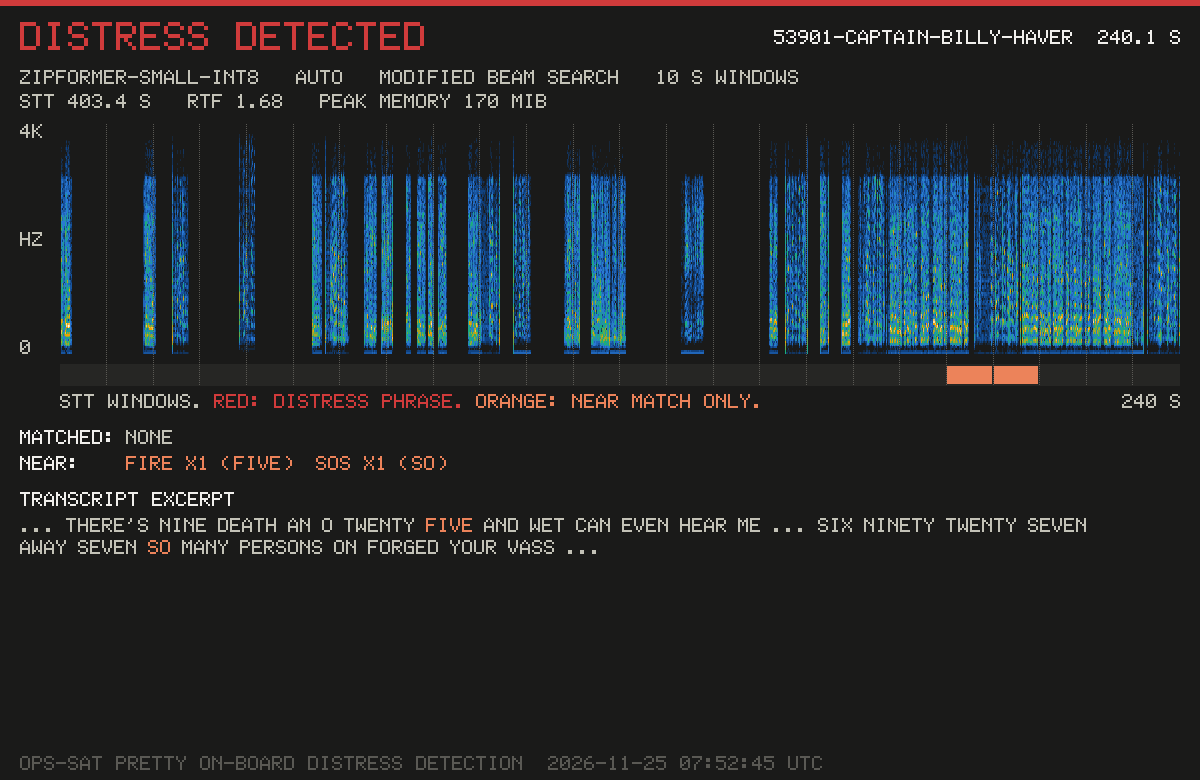 DISTRESS DETECTED
53901-CAPTAIN-BILLY-HAVER 240.1 S
ZIPFORMER-SMALL-INT8 AUTO MODIFIED BEAM SEARCH 10 S WINDOWS
STT 403.4 S RTF 1.68 PEAK MEMORY 170 MIB
4K
HZ
0
STT WINDOWS. RED: DISTRESS PHRASE. ORANGE: NEAR MATCH ONLY.
240 S
MATCHED: NONE
NEAR: FIRE X1 (FIVE) SOS X1 (SO)
TRANSCRIPT EXCERPT
... THERE'S NINE DEATH AN O TWENTY FIVE AND WET CAN EVEN HEAR ME ... SIX NINETY TWENTY SEVEN
AWAY SEVEN SO MANY PERSONS ON FORGED YOUR VASS ...
OPS-SAT PRETTY ON-BOARD DISTRESS DETECTION 2026-11-25 07:52:45 UTC